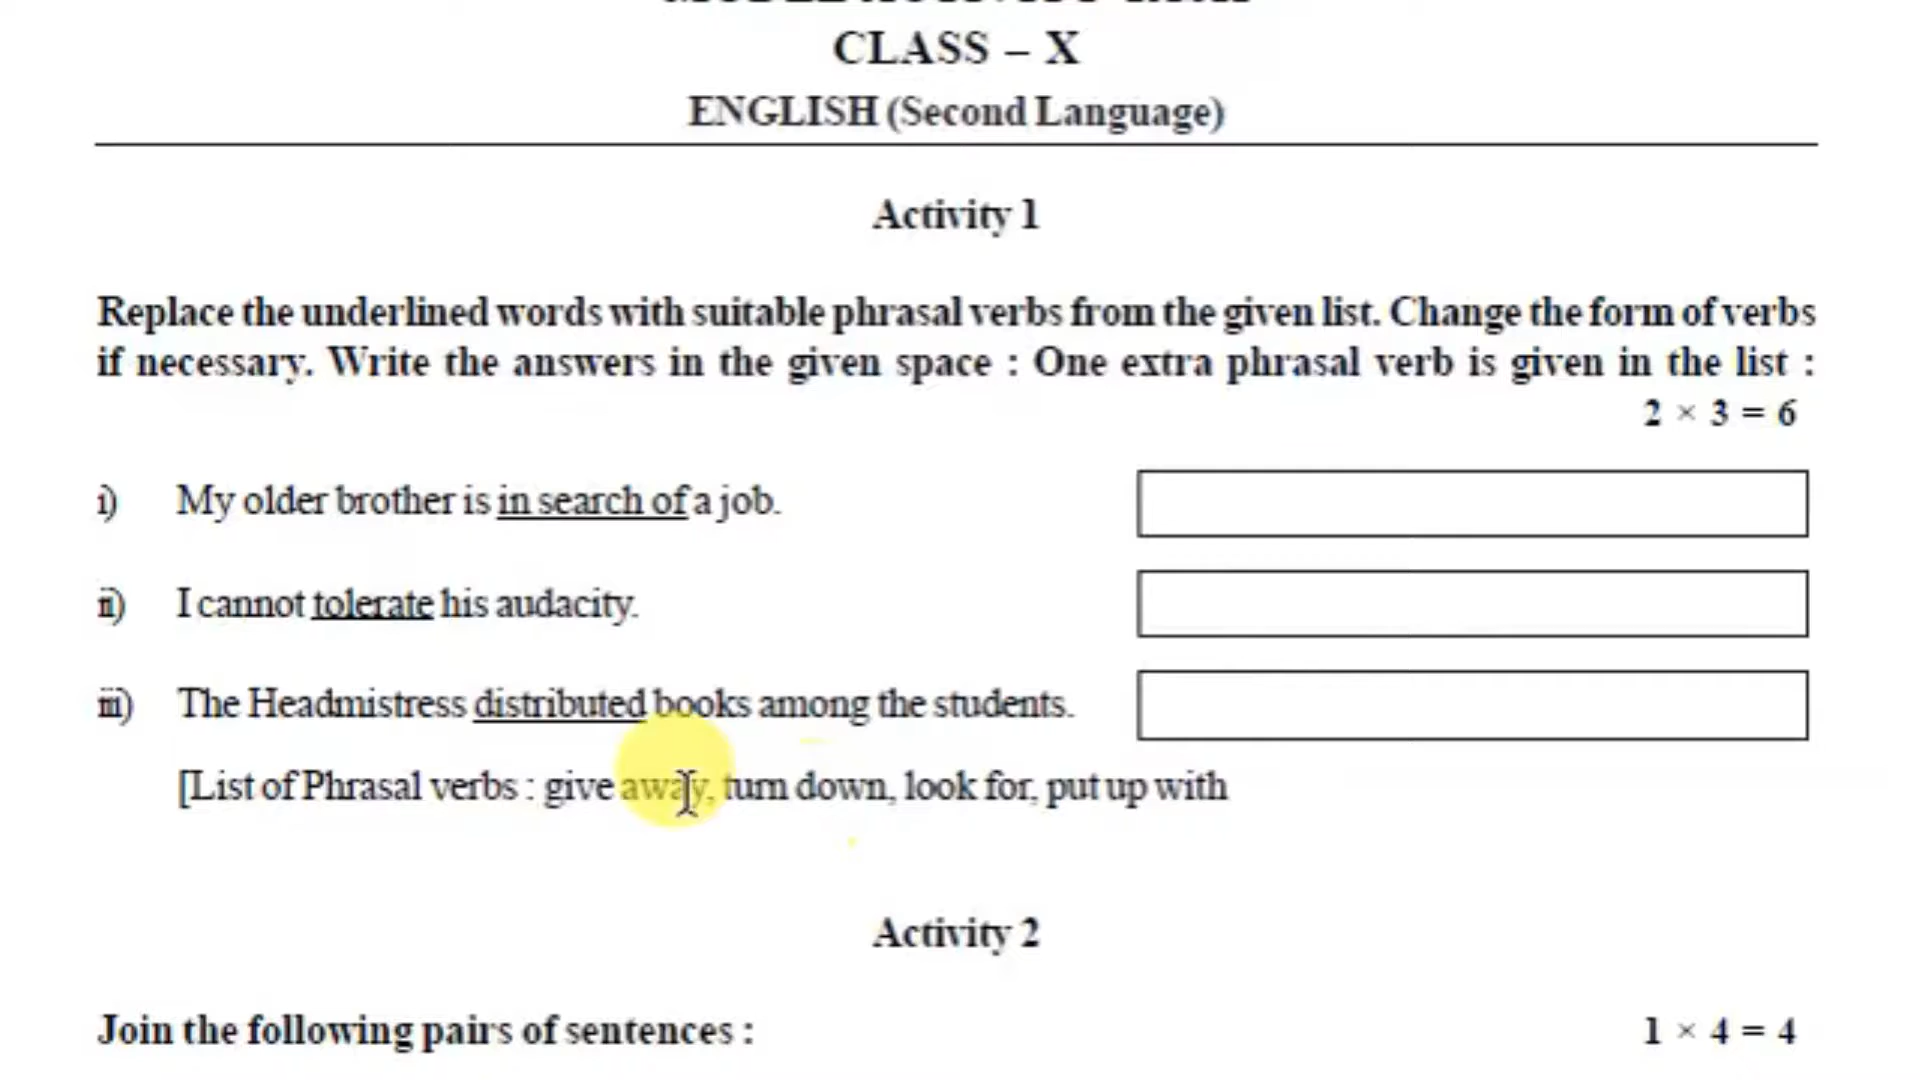 CLASS – X
ENGLISH (Second Language)
Activity 1
Replace the underlined words with suitable phrasal verbs from the given list. Change the form of verbs
if necessary. Write the answers in the given space : One extra phrasal verb is given in the list :
2 × 3 = 6
i) My older brother is in search of a job.
ii) I cannot tolerate his audacity.
iii) The Headmistress distributed books among the students.
[List of Phrasal verbs : give away, turn down, look for, put up with
Activity 2
Join the following pairs of sentences : 1 × 4 = 4